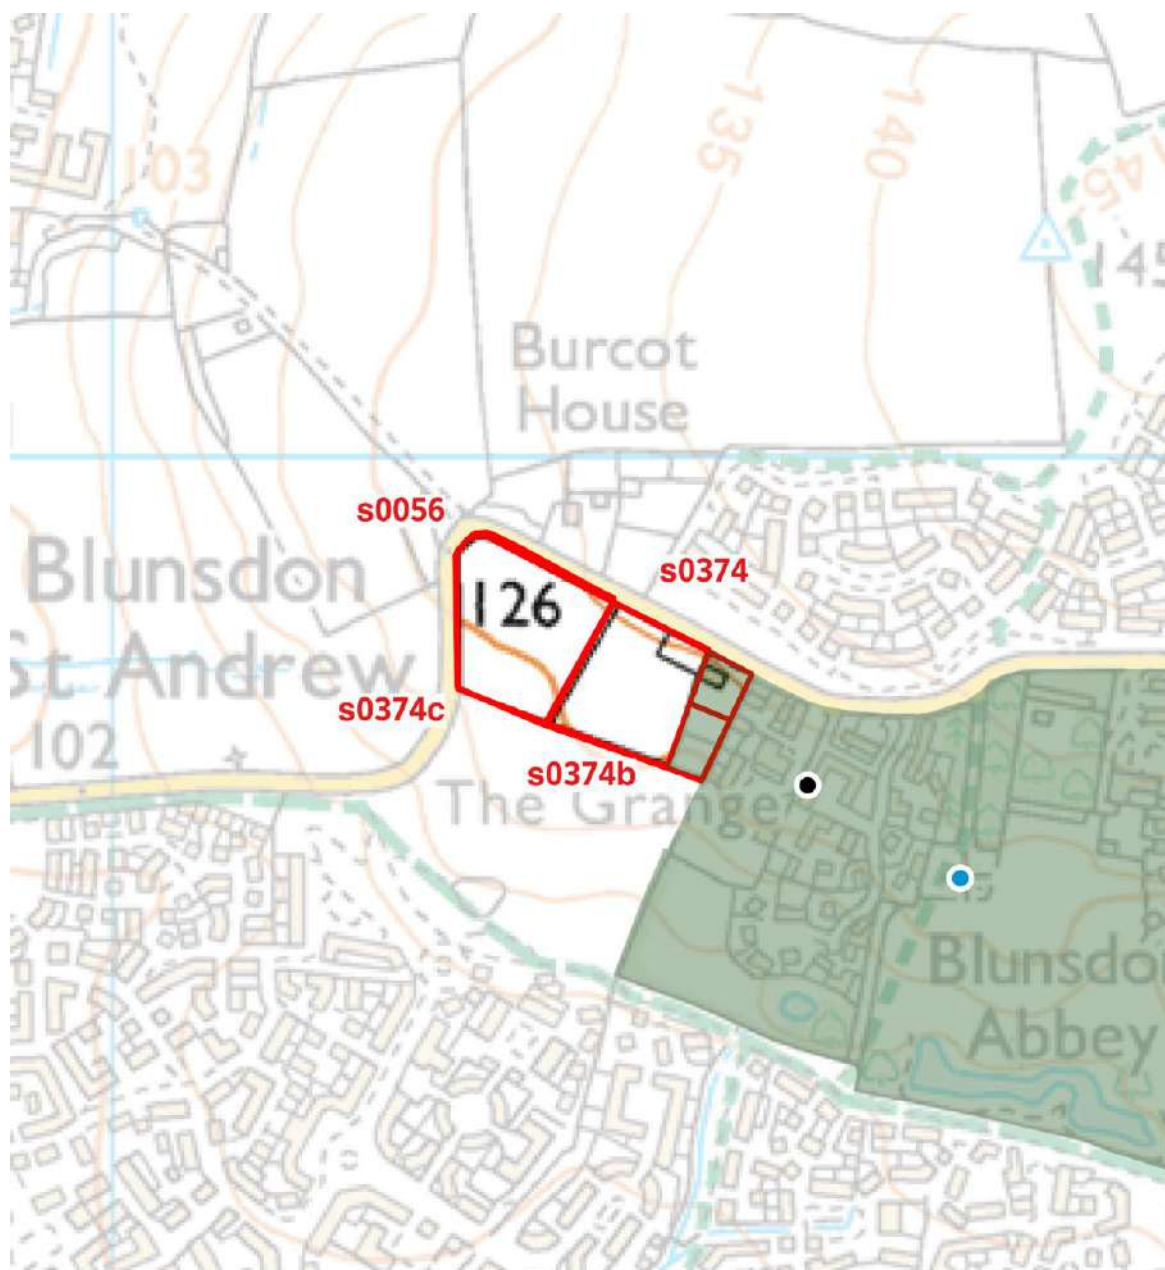 135
140
145
103
145
Burcot
House
s0056
s0374
Blunsdon
St Andrew
126
s0374c
102
s0374b
The Grange
Blunsdo
Abbey